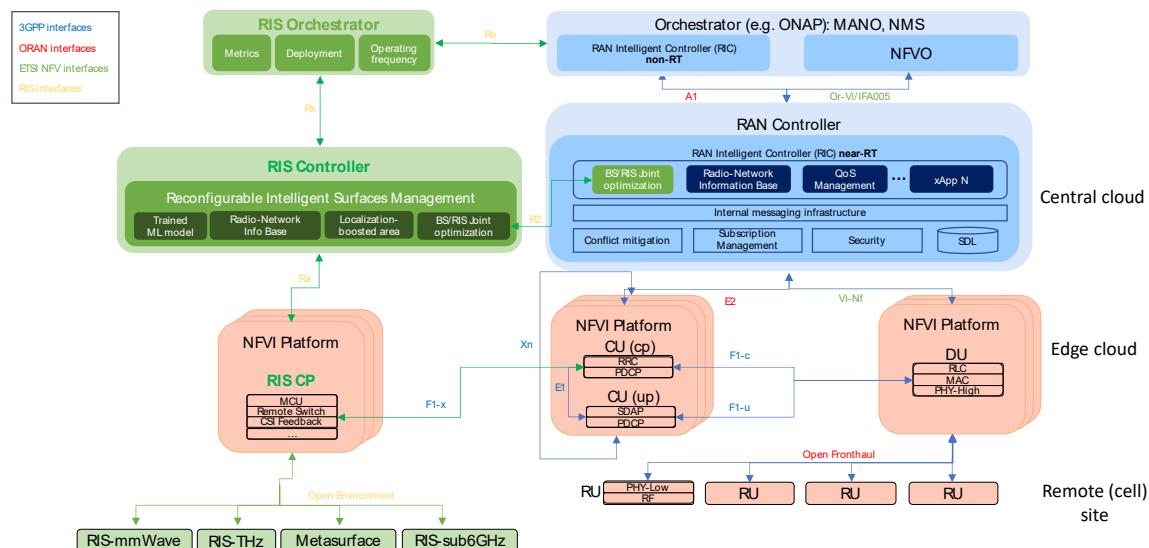 3GPP interfaces
ORAN interfaces
ETSI NFV interfaces
RIS interfaces
RIS Orchestrator
Metrics
Deployment
Operating
frequency
Ro
Orchestrator (e.g. ONAP): MANO, NMS
RAN Intelligent Controller (RIC)
non-RT
NFVO
Rx
A1
Or-Vi/IFA005
RIS Controller
Reconfigurable Intelligent Surfaces Management
Trained
ML model
Radio-Network
Info Base
Localization-
boosted area
BS/RIS Joint
optimization
R2
RAN Controller
RAN Intelligent Controller (RIC) near-RT
BS/RIS Joint
optimization
Radio-Network
Information Base
QoS
Management
...
xApp N
Internal messaging infrastructure
Conflict mitigation
Subscription
Management
Security
SDL
Central cloud
Ra
E2
Vi-Nf
NFVI Platform
RIS CP
MCU
Remote Switch
CSI Feedback
...
F1-x
Xn
E1
NFVI Platform
CU (cp)
RRC
PDCP
CU (up)
SDAP
PDCP
F1-c
F1-u
NFVI Platform
DU
RLC
MAC
PHY-High
Edge cloud
Open Fronthaul
RU
PHY-Low
RF
RU
RU
RU
Remote (cell)
site
Open Environment
RIS-mmWave
RIS-THz
Metasurface
RIS-sub6GHz